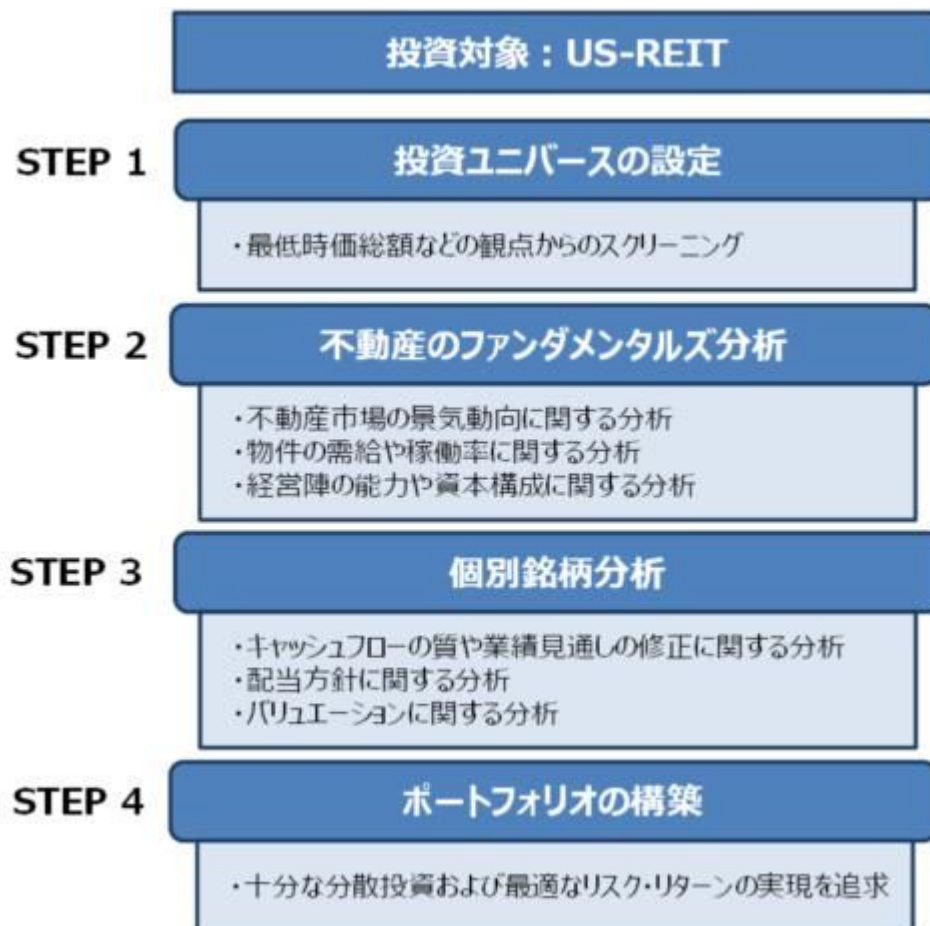 投資対象：US-REIT
STEP 1
投資ユニバースの設定
・最低時価総額などの観点からのスクリーニング
STEP 2
不動産のファンダメンタルズ分析
・不動産市場の景気動向に関する分析
・物件の需給や稼働率に関する分析
・経営陣の能力や資本構成に関する分析
STEP 3
個別銘柄分析
・キャッシュフローの質や業績見通しの修正に関する分析
・配当方針に関する分析
・バリュエーションに関する分析
STEP 4
ポートフォリオの構築
・十分な分散投資および最適なリスク・リターンの実現を追求